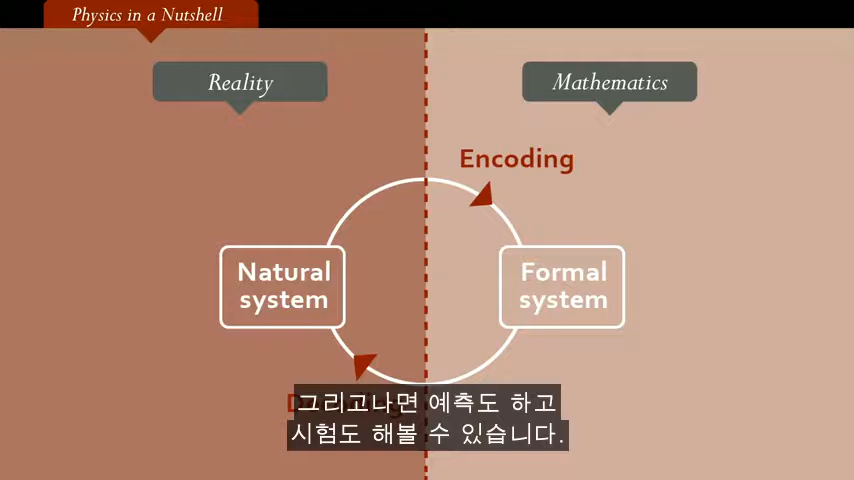 Physics in a Nutshell
Reality
Mathematics
Encoding
Natural
system
Formal
system
그리고나면 예측도 하고
시험도 해볼 수 있습니다.